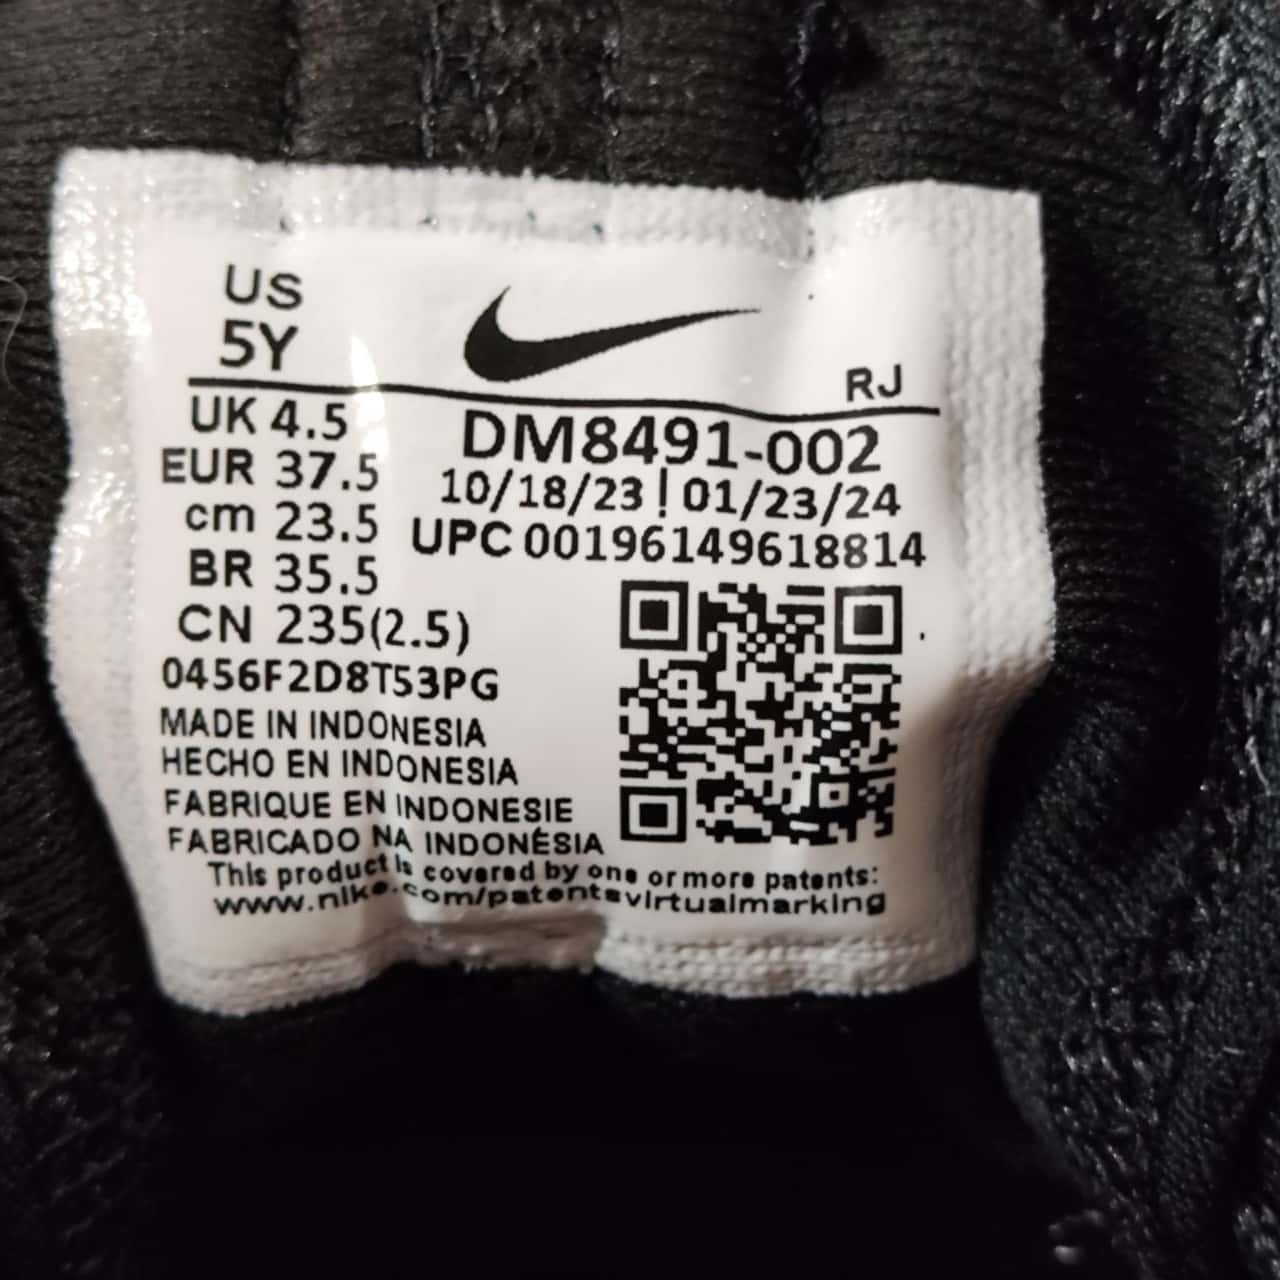 US
5Y
RJ
UK 4.5
EUR 37.5
cm 23.5
BR 35.5
CN 235(2.5)
DM8491-002
10/18/23 | 01/23/24
UPC 00196149618814
0456F2D8T53PG
MADE IN INDONESIA
HECHO EN INDONESIA
FABRIQUE EN INDONESIE
FABRICADO NA INDONÉSIA
This product is covered by one or more patents:
www.nike.com/patentsvirtualmarking